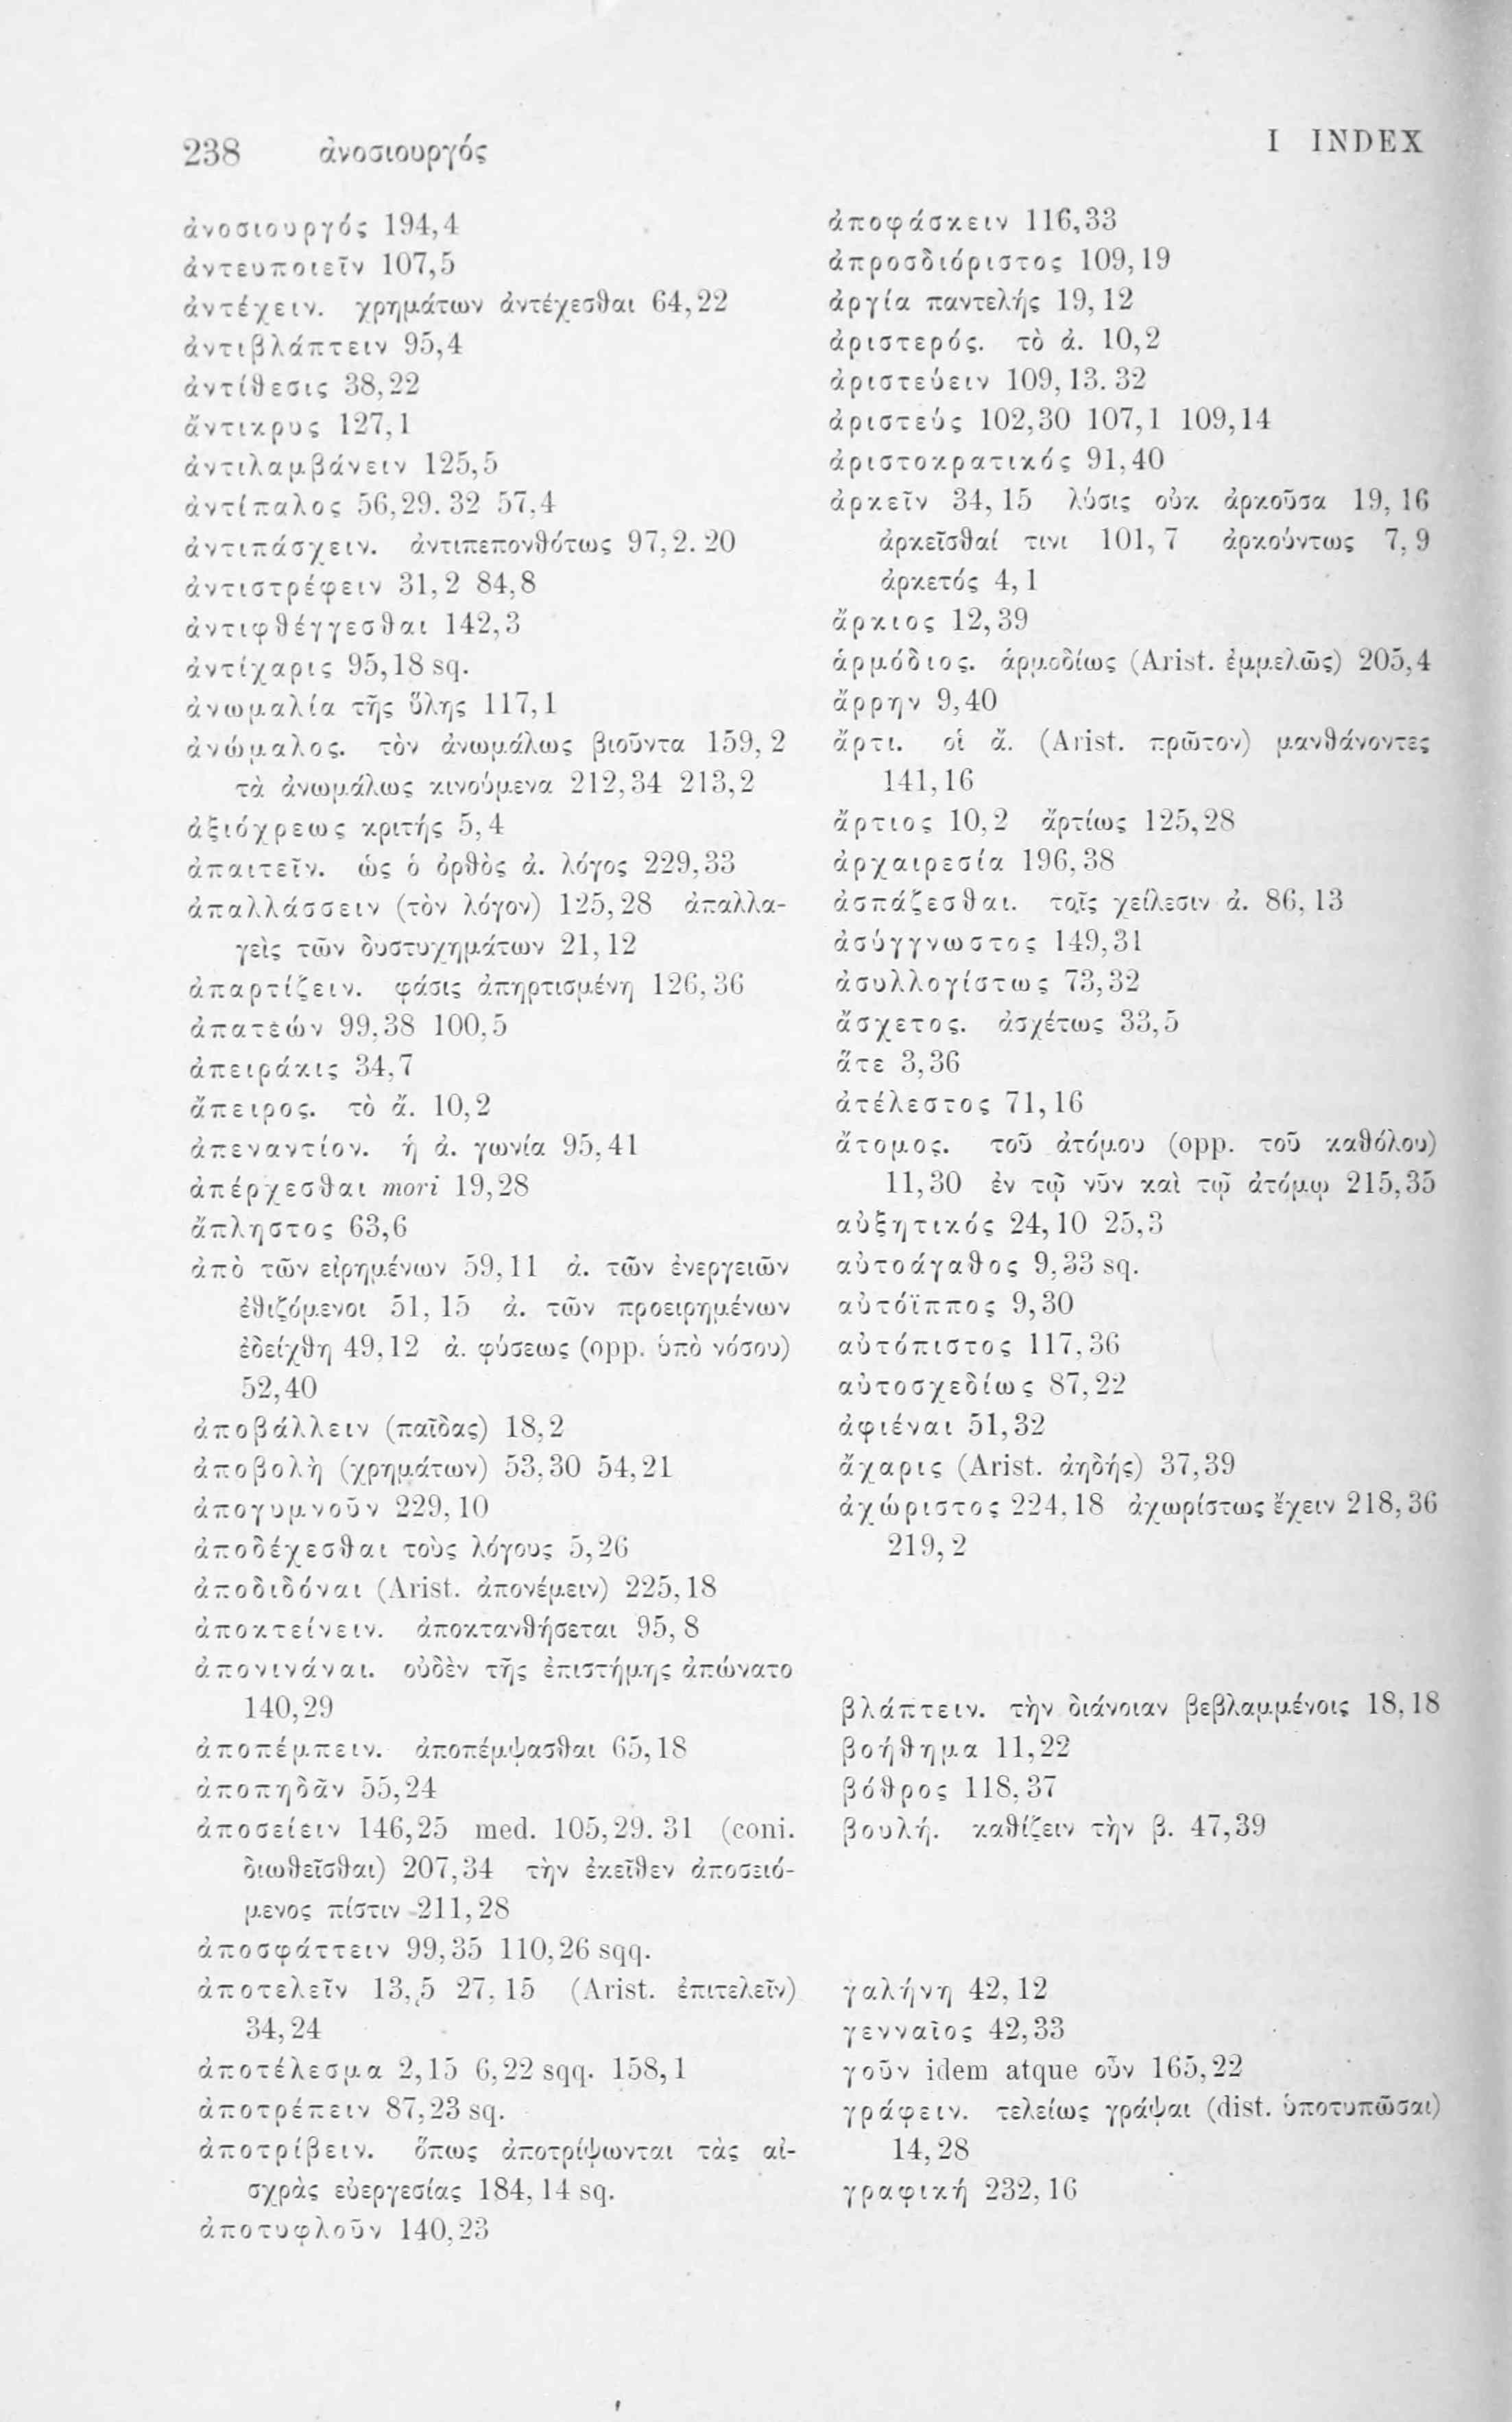 238 ἀνοσιουργός
I INDEX
ἀνοσιουργός 194,4
ἀντευποιεῖν 107,5
ἀντέχειν. χρημάτων ἀντέχεσθαι 64,22
ἀντιβλάπτειν 95,4
ἀντίθεσις 38,22
ἄντικρυς 127,1
ἀντιλαμβάνειν 125,5
ἀντίπαλος 56,29. 32 57,4
ἀντιπάσχειν. ἀντιπεπονθότως 97,2. 20
ἀντιστρέφειν 31,2 84,8
ἀντιφθέγγεσθαι 142,3
ἀντίχαρις 95,18 sq.
ἀνωμαλία τῆς ὕλης 117,1
ἀνώμαλος. τὸν ἀνωμάλως βιοῦντα 159,2
τὰ ἀνωμάλως κινούμενα 212,34 213,2
ἀξιόχρεως κριτής 5,4
ἀπαιτεῖν. ὡς ὁ ὀρθὸς ἀ. λόγος 229,33
ἀπαλλάσσειν (τὸν λόγον) 125,28 ἀπαλλα-
γεὶς τῶν δυστυχημάτων 21,12
ἀπαρτίζειν. φάσις ἀπηρτισμένη 126,36
ἀπατεών 99,38 100,5
ἀπειράκις 34,7
ἄπειρος. τὸ ἄ. 10,2
ἀπεναντίον. ἡ ἀ. γωνία 95,41
ἀπέρχεσθαι mori 19,28
ἄπληστος 63,6
ἀπὸ τῶν εἰρημένων 59,11 ἀ. τῶν ἐνεργειῶν
ἐθιζόμενοι 51,15 ἀ. τῶν προειρημένων
ἐδείχθη 49,12 ἀ. φύσεως (opp. ὑπὸ νόσου)
52,40
ἀποβάλλειν (παῖδας) 18,2
ἀποβολὴ (χρημάτων) 53,30 54,21
ἀπογυμνοῦν 229,10
ἀποδέχεσθαι τοὺς λόγους 5,26
ἀποδιδόναι (Arist. ἀπονέμειν) 225,18
ἀποκτείνειν. ἀποκτανθήσεται 95,8
ἀπονινάναι. οὐδὲν τῆς ἐπιστήμης ἀπώνατο
140,29
ἀποπέμπειν. ἀποπέμψασθαι 65,18
ἀποπηδᾶν 55,24
ἀποσείειν 146,25 med. 105,29. 31 (coni.
διωθεῖσθαι) 207,34 τὴν ἐκεῖθεν ἀποσειό-
μενος πίστιν 211,28
ἀποσφάττειν 99,35 110,26 sqq.
ἀποτελεῖν 13,5 27,15 (Arist. ἐπιτελεῖν)
34,24
ἀποτέλεσμα 2,15 6,22 sqq. 158,1
ἀποτρέπειν 87,23 sq.
ἀποτρίβειν. ὅπως ἀποτρίψωνται τὰς αἰ-
σχρὰς εὐεργεσίας 184,14 sq.
ἀποτυφλοῦν 140,23
ἀποφάσκειν 116,33
ἀπροσδιόριστος 109,19
ἀργία παντελής 19,12
ἀριστερός. τὸ ἀ. 10,2
ἀριστεύειν 109,13. 32
ἀριστεύς 102,30 107,1 109,14
ἀριστοκρατικός 91,40
ἀρκεῖν 34,15 λύσις οὐκ ἀρκοῦσα 19,16
ἀρκεῖσθαί τινι 101,7 ἀρκούντως 7,9
ἀρκετός 4,1
ἄρκιος 12,39
ἁρμόδιος. ἁρμοδίως (Arist. ἐμμελῶς) 205,4
ἄρρην 9,40
ἄρτι. οἱ ἄ. (Arist. πρῶτον) μανθάνοντες
141,16
ἄρτιος 10,2 ἄρτίως 125,28
ἀρχαιρεσία 196,38
ἀσπάζεσθαι. τοῖς χείλεσιν ἀ. 86,13
ἀσύγγνωστος 149,31
ἀσυλλογίστως 73,32
ἄσχετος. ἀσχέτως 33,5
ἅτε 3,36
ἀτέλεστος 71,16
ἄτομος. τοῦ ἀτόμου (opp. τοῦ καθόλου)
11,30 ἐν τῷ νῦν καὶ τῷ ἀτόμῳ 215,35
αὐξητικός 24,10 25,3
αὐτοάγαθος 9,33 sq.
αὐτόϊππος 9,30
αὐτόπιστος 117,36
αὐτοσχεδίως 87,22
ἀφιέναι 51,32
ἄχαρις (Arist. ἀηδής) 37,39
ἀχώριστος 224,18 ἀχωρίστως ἔχειν 218,36
219,2
βλάπτειν. τὴν διάνοιαν βεβλαμμένοις 18,18
βοήθημα 11,22
βόθρος 118,37
βουλή. καθίζειν τὴν β. 47,39
γαλήνη 42,12
γενναῖος 42,33
γοῦν idem atque οὖν 165,22
γράφειν. τελείως γράψαι (dist. ὑποτυπῶσαι)
14,28
γραφική 232,16